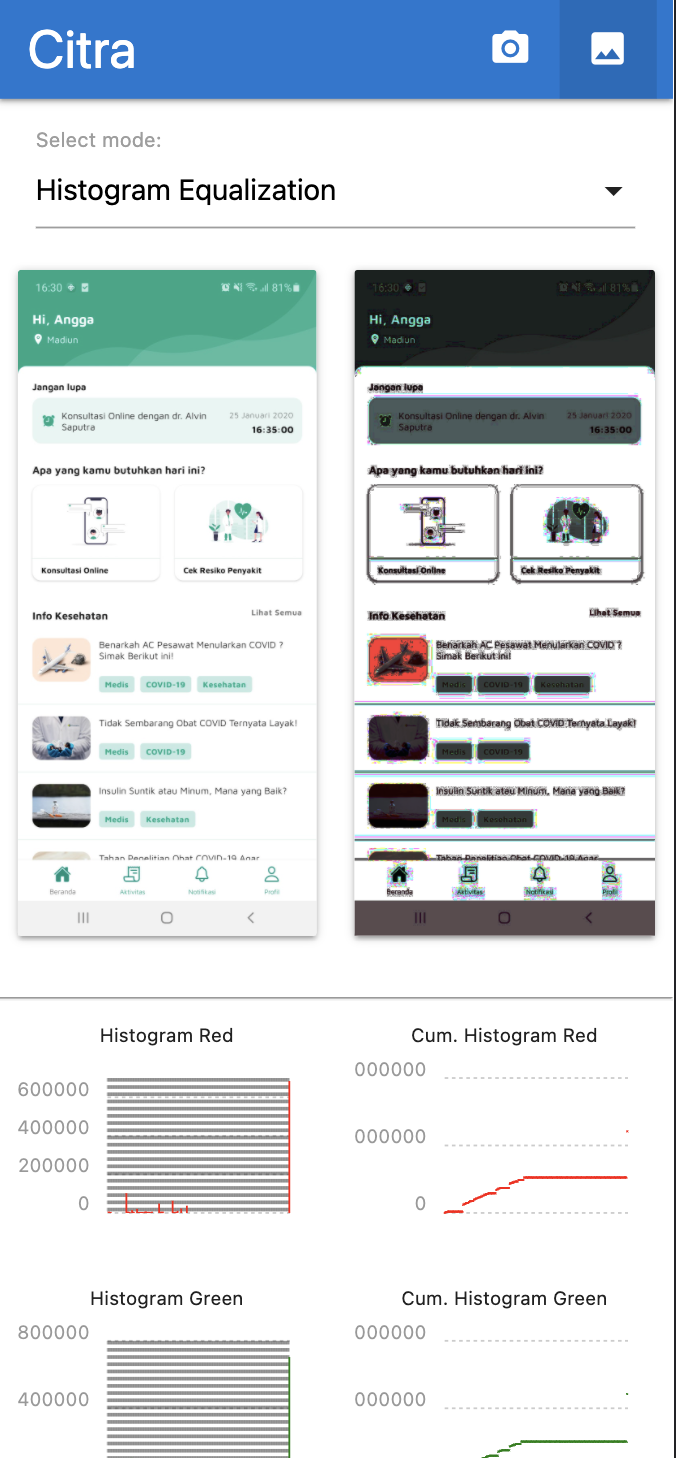 Citra
Select mode:
Histogram Equalization
16:30
81%
Hi, Angga
Madiun
Jangan lupa
Konsultasi Online dengan dr. Alvin
Saputra
25 Januari 2020
16:35:00
Apa yang kamu butuhkan hari ini?
Konsultasi Online
Cek Resiko Penyakit
Info Kesehatan
Lihat Semua
Benarkah AC Pesawat Menularkan COVID ?
Simak Berikut ini!
Medis COVID-19 Kesehatan
Tidak Sembarang Obat COVID Ternyata Layak!
Medis COVID-19
Insulin Suntik atau Minum, Mana yang Baik?
Medis Kesehatan
Tahap Penelitian Obat COVID-19 Agar
Beranda Aktivitas Notifikasi Profil
16:30
81%
Hi, Angga
Madiun
Jangan lupa
Konsultasi Online dengan dr. Alvin
Saputra
25 Januari 2020
16:35:00
Apa yang kamu butuhkan hari ini?
Konsultasi Online
Cek Resiko Penyakit
Info Kesehatan
Lihat Semua
Benarkah AC Pesawat Menularkan COVID ?
Simak Berikut ini!
Medis COVID-19 Kesehatan
Tidak Sembarang Obat COVID Ternyata Layak!
Medis COVID-19
Insulin Suntik atau Minum, Mana yang Baik?
Medis Kesehatan
Tahap Penelitian Obat COVID-19 Agar
Beranda Aktivitas Notifikasi Profil
Histogram Red
600000
400000
200000
0
Cum. Histogram Red
000000
000000
0
Histogram Green
800000
400000
Cum. Histogram Green
000000
000000